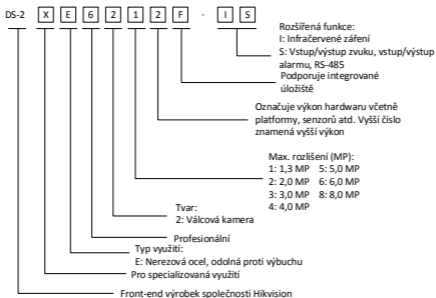 DS-2 X E 6 2 1 2 F - I S
Rozšířená funkce:
I: Infračervené záření
S: Vstup/výstup zvuku, vstup/výstup
alarmu, RS-485
Podporuje integrované
úložiště
Označuje výkon hardwaru včetně
platformy, senzorů atd. Vyšší číslo
znamená vyšší výkon
Max. rozlišení (MP):
1: 1,3 MP 5: 5,0 MP
2: 2,0 MP 6: 6,0 MP
3: 3,0 MP 8: 8,0 MP
4: 4,0 MP
Tvar:
2: Válcová kamera
Profesionální
Typ využití:
E: Nerezová ocel, odolná proti výbuchu
Pro specializovaná využití
Front-end výrobek společnosti Hikvision